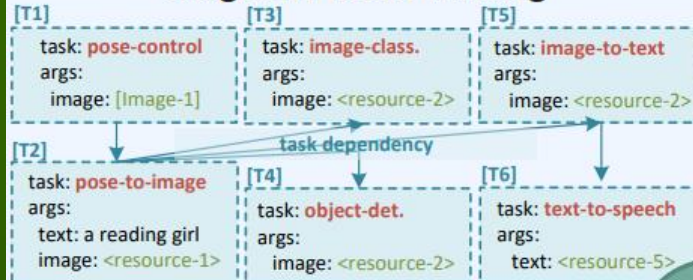 [T1]
task: pose-control
args:
image: [Image-1]
[T3]
task: image-class.
args:
image: <resource-2>
[T5]
task: image-to-text
args:
image: <resource-2>
task dependency
[T2]
task: pose-to-image
args:
text: a reading girl
image: <resource-1>
[T4]
task: object-det.
args:
image: <resource-2>
[T6]
task: text-to-speech
args:
text: <resource-5>